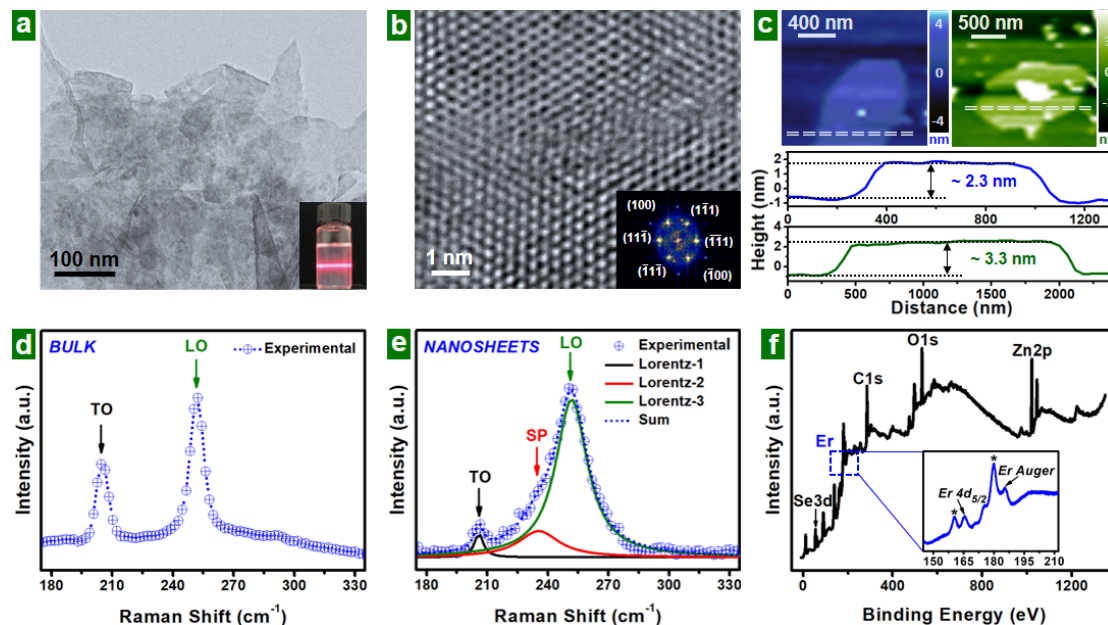 a
100 nm
b
1 nm
(100)
(11̅1)
(111̅)
(1̅1̅1)
(1̅11̅)
(1̅00)
c
400 nm
4
0
-4
nm
500 nm
Height (nm)
2
1
0
-1
~ 2.3 nm
0
400
800
1200
4
2
0
~ 3.3 nm
0
500
1000
1500
2000
Distance (nm)
d
BULK
LO
Experimental
TO
Intensity (a.u.)
180 210 240 270 300 330
Raman Shift (cm⁻¹)
e
NANOSHEETS
LO
Experimental
Lorentz-1
Lorentz-2
Lorentz-3
Sum
SP
TO
Intensity (a.u.)
180 210 240 270 300 330
Raman Shift (cm⁻¹)
f
O1s
Zn2p
C1s
Er
Se3d
*
Er Auger
Er 4d5/2
*
150 165 180 195 210
Intensity (a.u.)
0 400 800 1200
Binding Energy (eV)